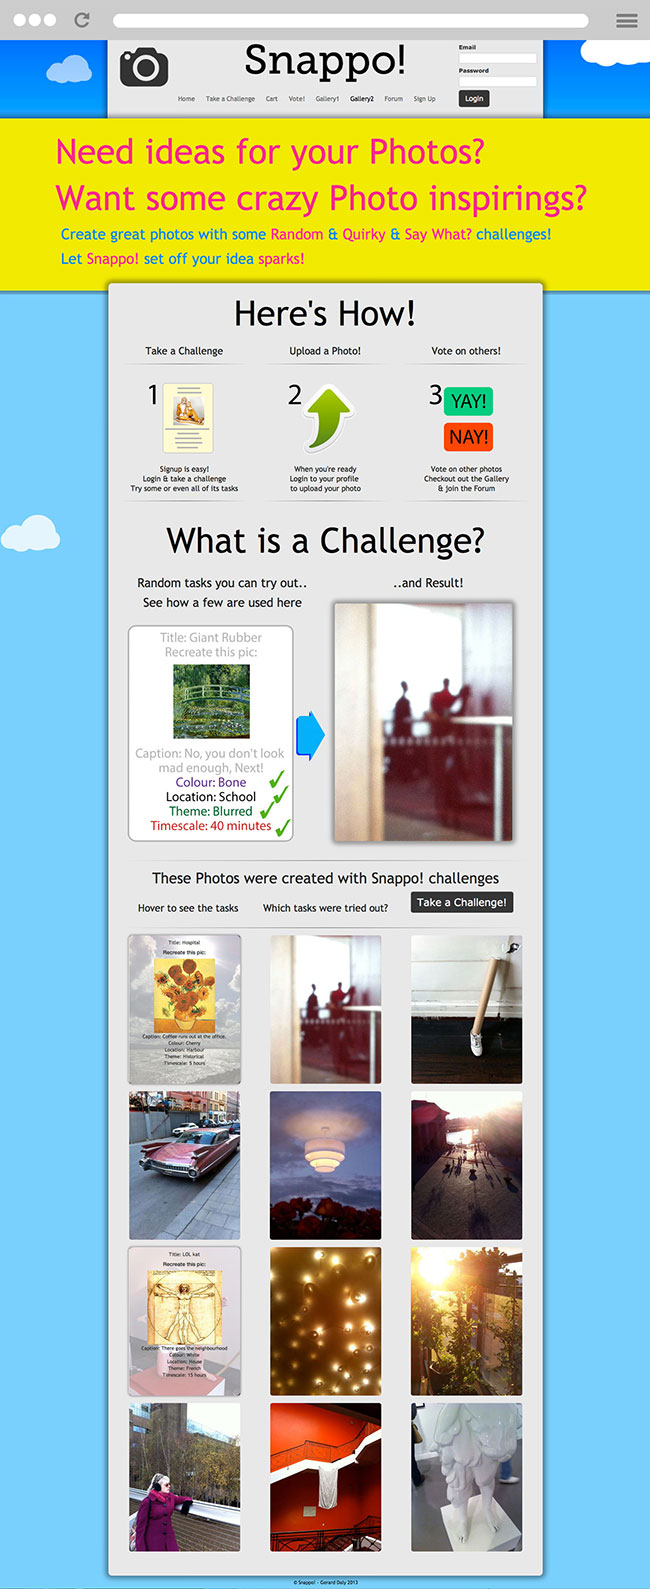 Snappo!
Email
Password
Login
Home Take a Challenge Cart Vote! Gallery1 Gallery2 Forum Sign Up
Need ideas for your Photos?
Want some crazy Photo inspirings?
Create great photos with some Random & Quirky & Say What? challenges!
Let Snappo! set off your idea sparks!
Here's How!
Take a Challenge
Upload a Photo!
Vote on others!
1
2
3
YAY!
NAY!
Signup is easy!
Login & take a challenge
Try some or even all of its tasks
When you're ready
Login to your profile
to upload your photo
Vote on other photos
Checkout out the Gallery
& join the Forum
What is a Challenge?
Random tasks you can try out..
See how a few are used here
..and Result!
Title: Giant Rubber
Recreate this pic:
Caption: No, you don't look
mad enough, Next!
Colour: Bone
Location: School
Theme: Blurred
Timescale: 40 minutes
These Photos were created with Snappo! challenges
Hover to see the tasks
Which tasks were tried out?
Take a Challenge!
Title: Hospital
Recreate this pic:
Caption: Coffee runs out at the office.
Colour: Cherry
Location: Harbour
Theme: Historical
Timescale: 5 hours
Title: LOL kat
Recreate this pic:
Caption: There goes the neighbourhood
Colour: White
Location: House
Theme: French
Timescale: 15 hours
© Snappo! - Gerard Daly 2013